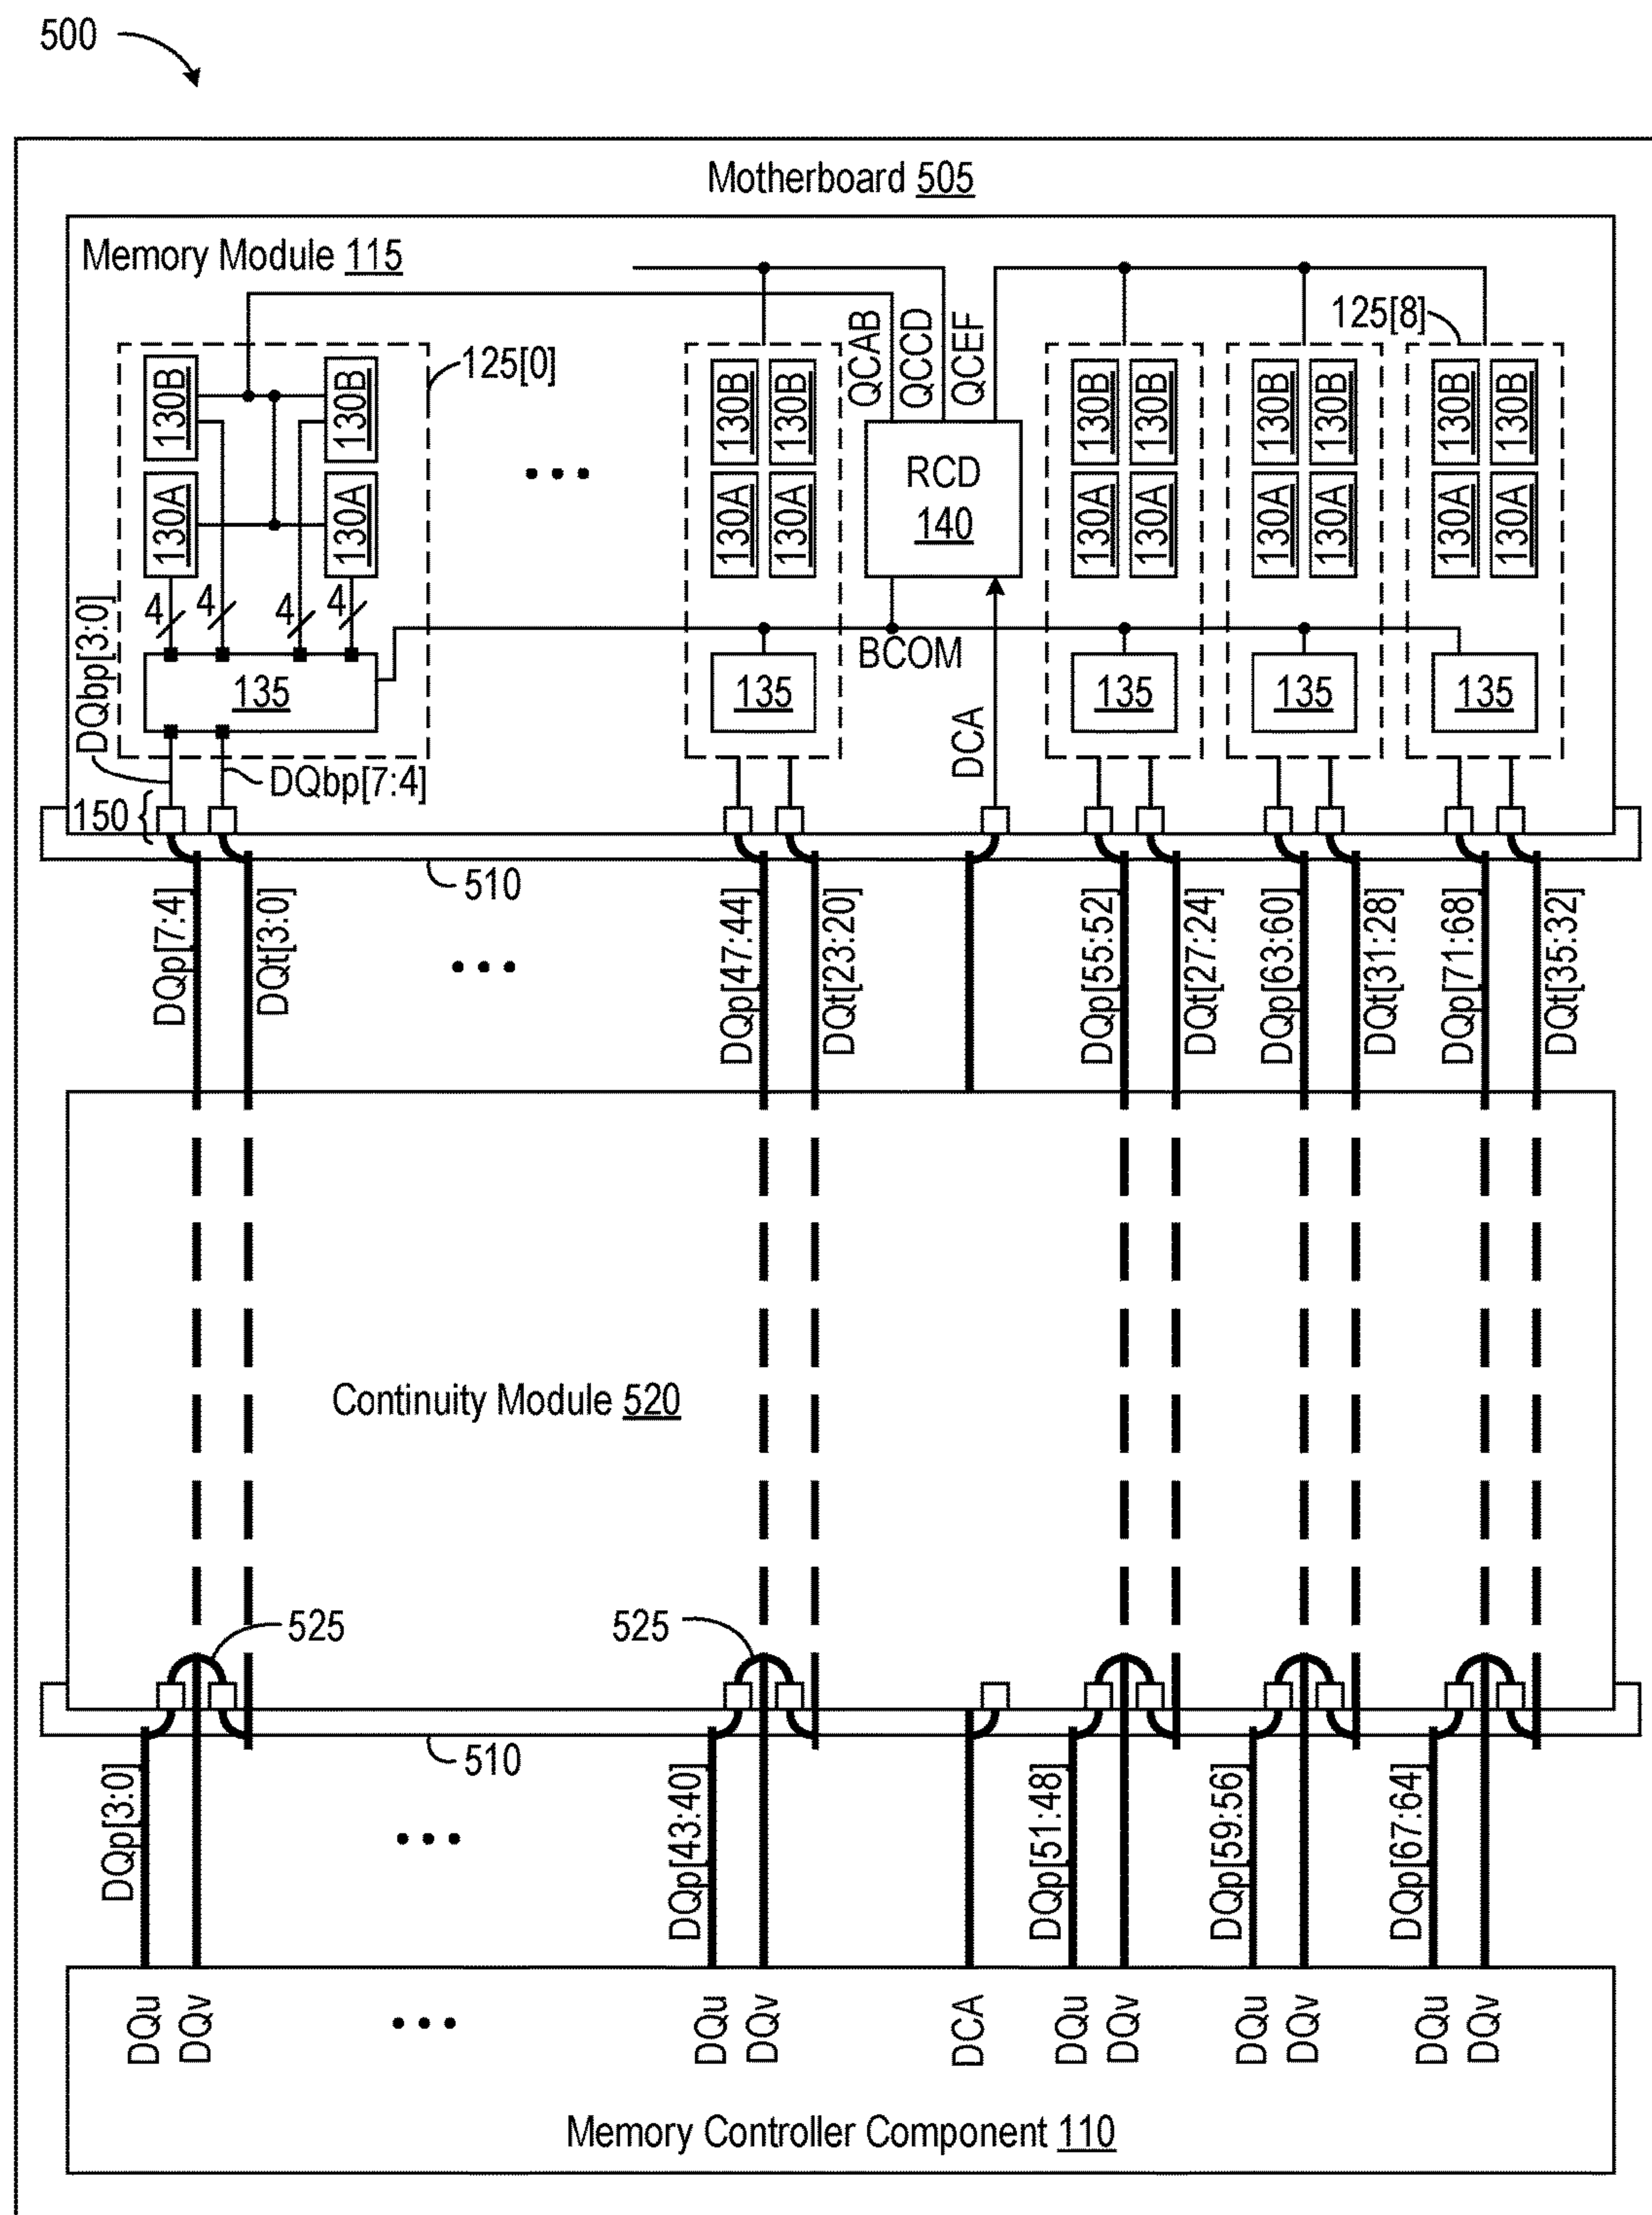 500
Motherboard 505
Memory Module 115
QCAB
QCCD
QCEF
125[8]
125[0]
130B
130B
130B
130B
130B
130B
130B
130B
130B
130B
130A
130A
130A
130A
130A
130A
130A
130A
130A
130A
RCD
140
4
4
4
4
DQbp[3:0]
BCOM
135
135
135
135
135
DCA
DQbp[7:4]
150
510
DQp[7:4]
DQt[3:0]
DQp[47:44]
DQt[23:20]
DQp[55:52]
DQt[27:24]
DQp[63:60]
DQt[31:28]
DQp[71:68]
DQt[35:32]
Continuity Module 520
525
525
510
DQp[3:0]
DQp[43:40]
DQp[51:48]
DQp[59:56]
DQp[67:64]
DQu
DQv
DQu
DQv
DCA
DQu
DQv
DQu
DQv
DQu
DQv
Memory Controller Component 110